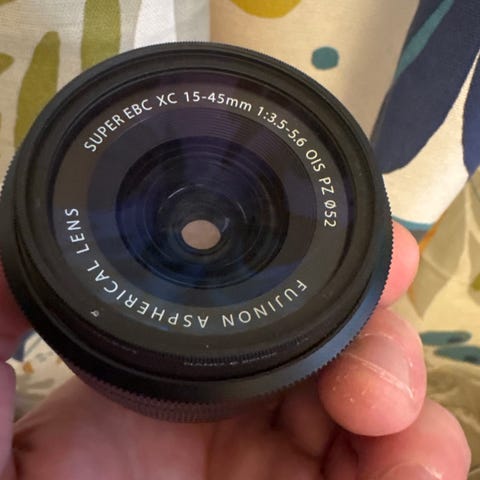 SUPER EBC XC 15-45mm 1:3.5-5.6 OIS PZ Ø52
FUJINON ASPHERICAL LENS